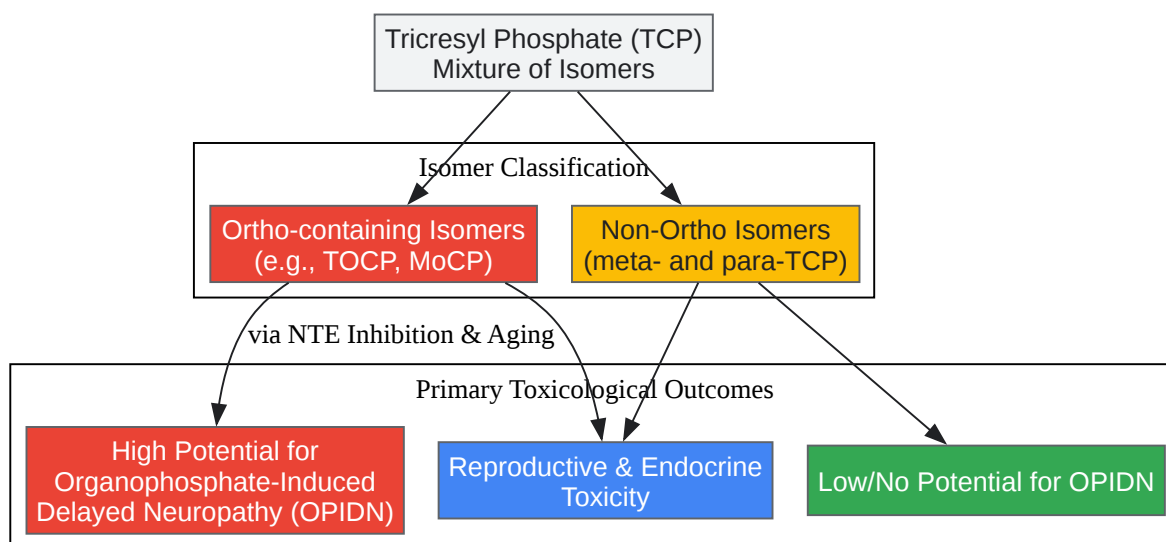 Tricresyl Phosphate (TCP)
Mixture of Isomers
Isomer Classification
Ortho-containing Isomers
(e.g., TOCP, MoCP)
Non-Ortho Isomers
(meta- and para-TCP)
via NTE Inhibition & Aging
Primary Toxicological Outcomes
High Potential for
Organophosphate-Induced
Delayed Neuropathy (OPIDN)
Reproductive & Endocrine
Toxicity
Low/No Potential for OPIDN